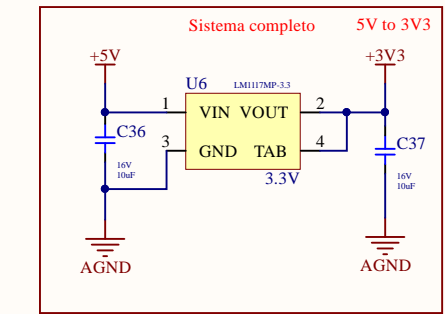 Sistema completo
5V to 3V3
+5V
+3V3
U6
LM1117MP-3.3
1
VIN
VOUT
2
C36
3
GND
TAB
4
C37
16V
10uF
3.3V
16V
10uF
AGND
AGND